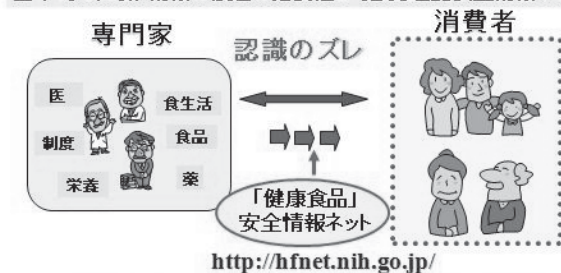 専門家
認識のズレ
消費者
医
食生活
制度
食品
栄養
薬
「健康食品」
安全情報ネット
http://hfnet.nih.go.jp/